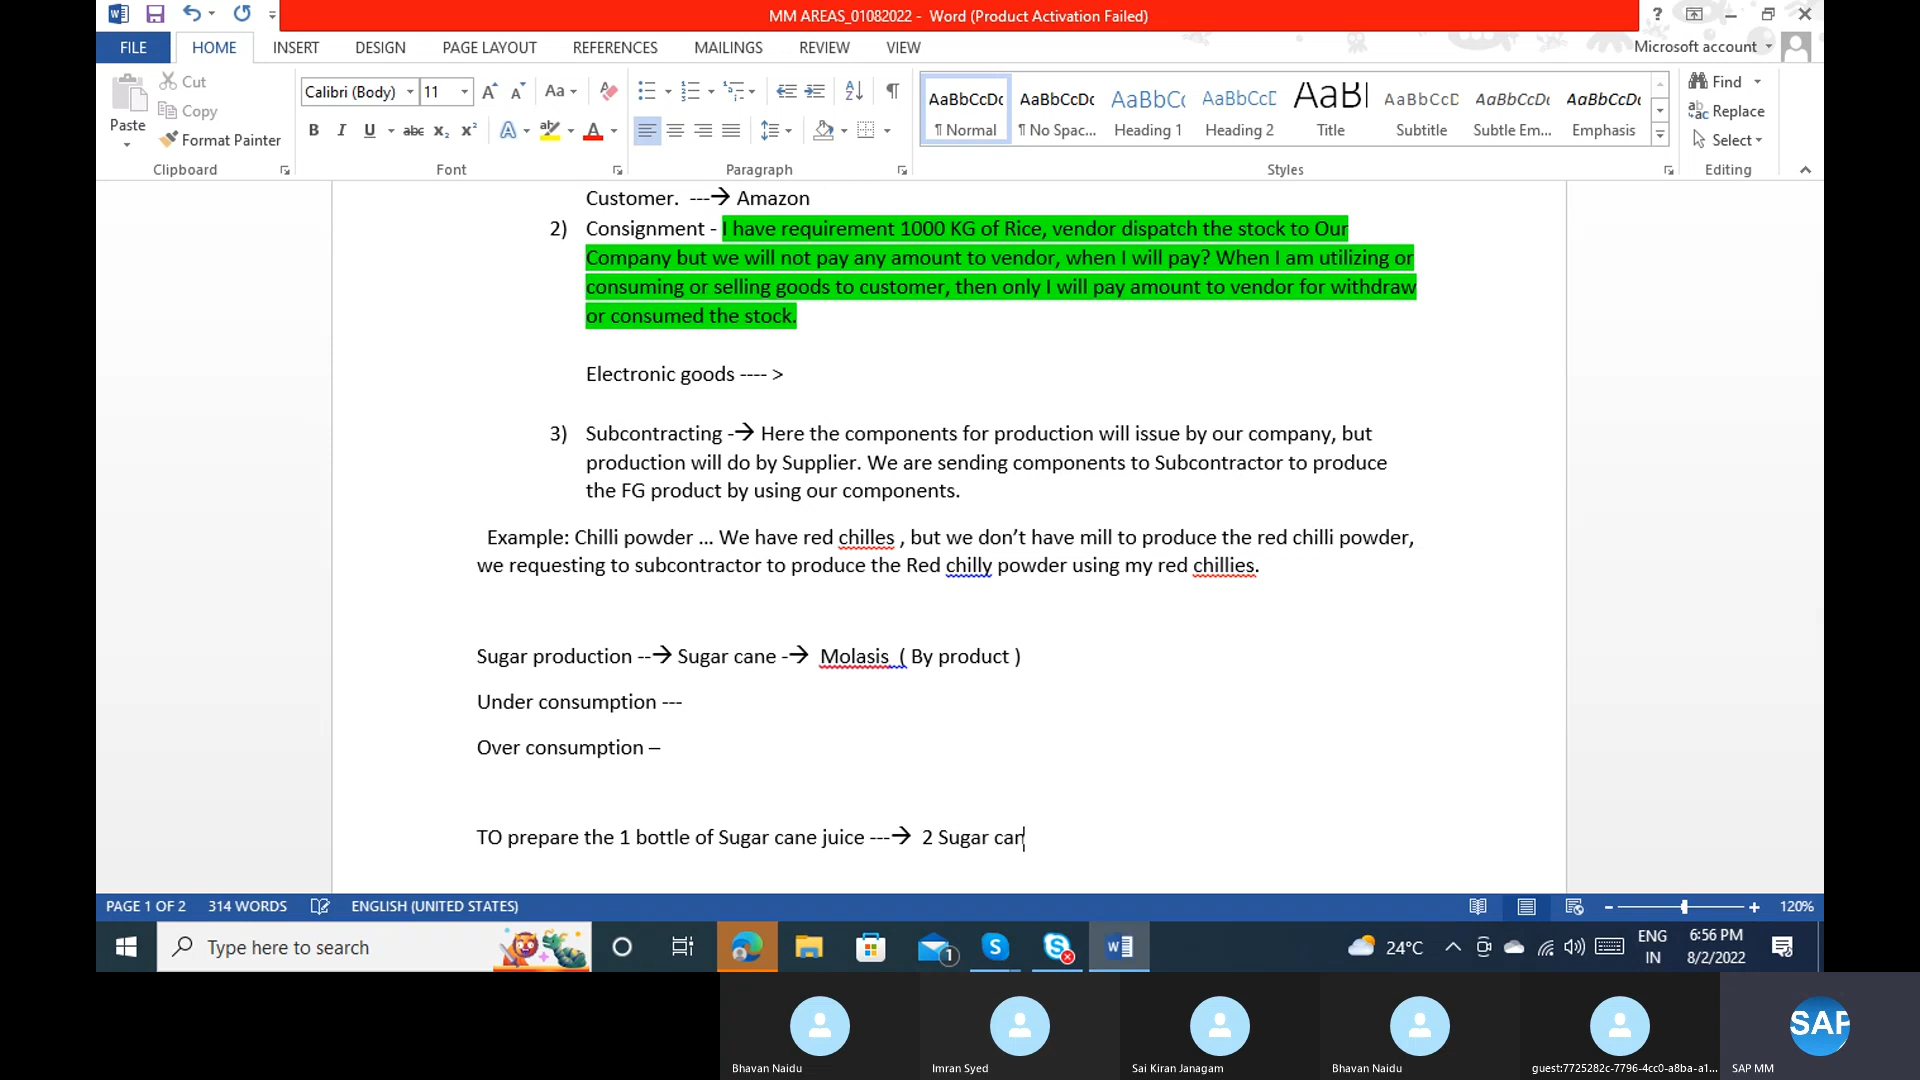 MM AREAS_01082022 - Word (Product Activation Failed)
FILE HOME INSERT DESIGN PAGE LAYOUT REFERENCES MAILINGS REVIEW VIEW Microsoft account
Paste Cut Copy Format Painter
Calibri (Body) 11
AaBbCcDc AaBbCcDc AaBbCc AaBbCcD AaBl AaBbCcD AaBbCcDc AaBbCcDc
¶ Normal ¶ No Spac... Heading 1 Heading 2 Title Subtitle Subtle Em... Emphasis
Find Replace Select
Clipboard Font Paragraph Styles Editing
Customer. ---→ Amazon
2) Consignment - I have requirement 1000 KG of Rice, vendor dispatch the stock to Our
Company but we will not pay any amount to vendor, when I will pay? When I am utilizing or
consuming or selling goods to customer, then only I will pay amount to vendor for withdraw
or consumed the stock.
Electronic goods ---- >
3) Subcontracting -→ Here the components for production will issue by our company, but
production will do by Supplier. We are sending components to Subcontractor to produce
the FG product by using our components.
Example: Chilli powder ... We have red chilles , but we don't have mill to produce the red chilli powder,
we requesting to subcontractor to produce the Red chilly powder using my red chillies.
Sugar production --→ Sugar cane -→ Molasis ( By product )
Under consumption ---
Over consumption –
TO prepare the 1 bottle of Sugar cane juice ---→ 2 Sugar can
PAGE 1 OF 2 314 WORDS ENGLISH (UNITED STATES) 120%
Type here to search
1
24°C
ENG
IN
6:56 PM
8/2/2022
SAP
Bhavan Naidu Imran Syed Sai Kiran Janagam Bhavan Naidu guest:7725282c-7796-4cc0-a8ba-a1... SAP MM